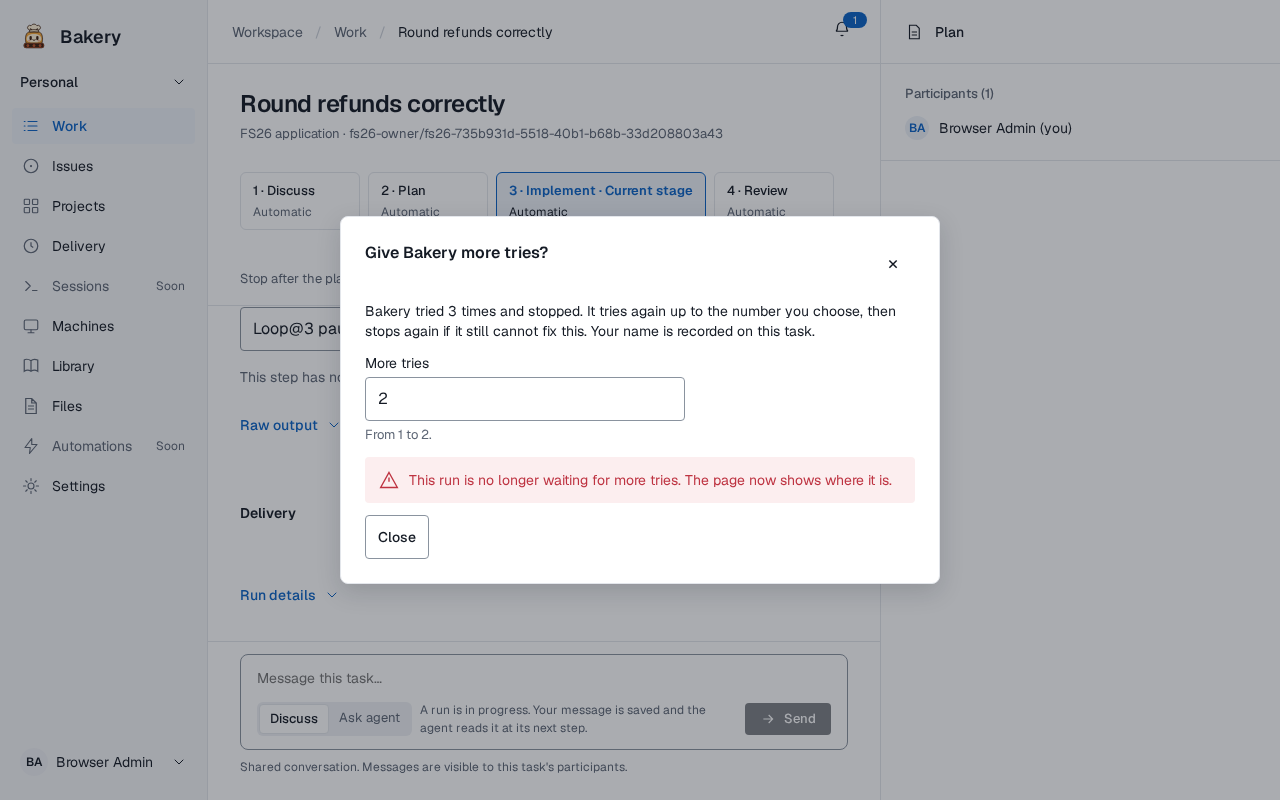 Bakery
Personal
Work
Issues
Projects
Delivery
Sessions Soon
Machines
Library
Files
Automations Soon
Settings
BA Browser Admin
Workspace / Work / Round refunds correctly
1
Round refunds correctly
FS26 application · fs26-owner/fs26-735b931d-5518-40b1-b68b-33d208803a43
1 · Discuss
Automatic
2 · Plan
Automatic
3 · Implement · Current stage
Automatic
4 · Review
Automatic
Stop after the
Loop@3
This step has
Raw output
Delivery
Run details
Give Bakery more tries?
Bakery tried 3 times and stopped. It tries again up to the number you choose, then
stops again if it still cannot fix this. Your name is recorded on this task.
More tries
2
From 1 to 2.
This run is no longer waiting for more tries. The page now shows where it is.
Close
Message this task...
Discuss Ask agent
A run is in progress. Your message is saved and the
agent reads it at its next step.
Send
Shared conversation. Messages are visible to this task's participants.
Plan
Participants (1)
BA Browser Admin (you)